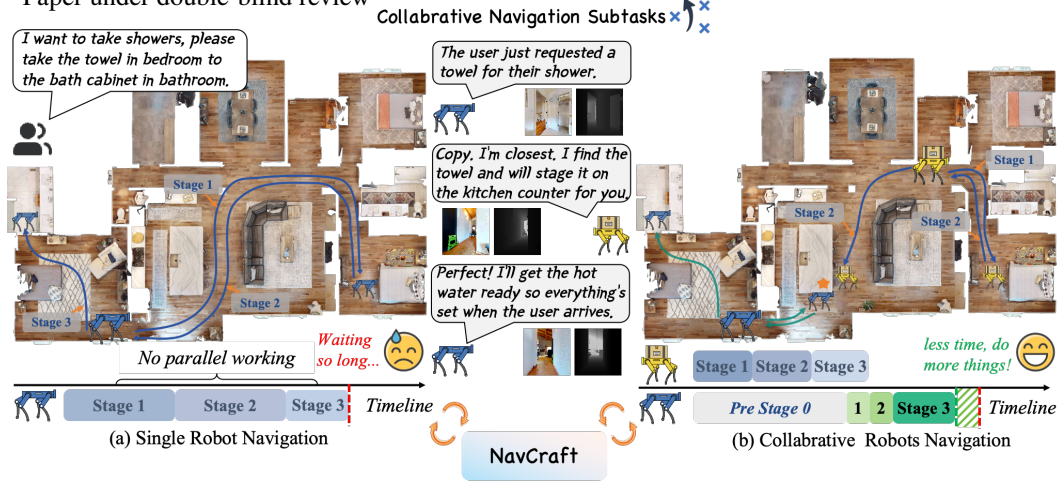 Paper under double-blind review
Collabrative Navigation Subtasks
I want to take showers, please
take the towel in bedroom to
the bath cabinet in bathroom.
Stage 1
Stage 2
Stage 3
No parallel working
Waiting
so long...
Stage 1
Stage 2
Stage 3
Timeline
(a) Single Robot Navigation
The user just requested a
towel for their shower.
Copy. I'm closest. I find the
towel and will stage it on
the kitchen counter for you.
Perfect! I'll get the hot
water ready so everything's
set when the user arrives.
NavCraft
Stage 1
Stage 2
Stage 2
less time, do
more things!
Stage 1
Stage 2
Stage 3
Pre Stage 0
1
2
Stage 3
Timeline
(b) Collabrative Robots Navigation